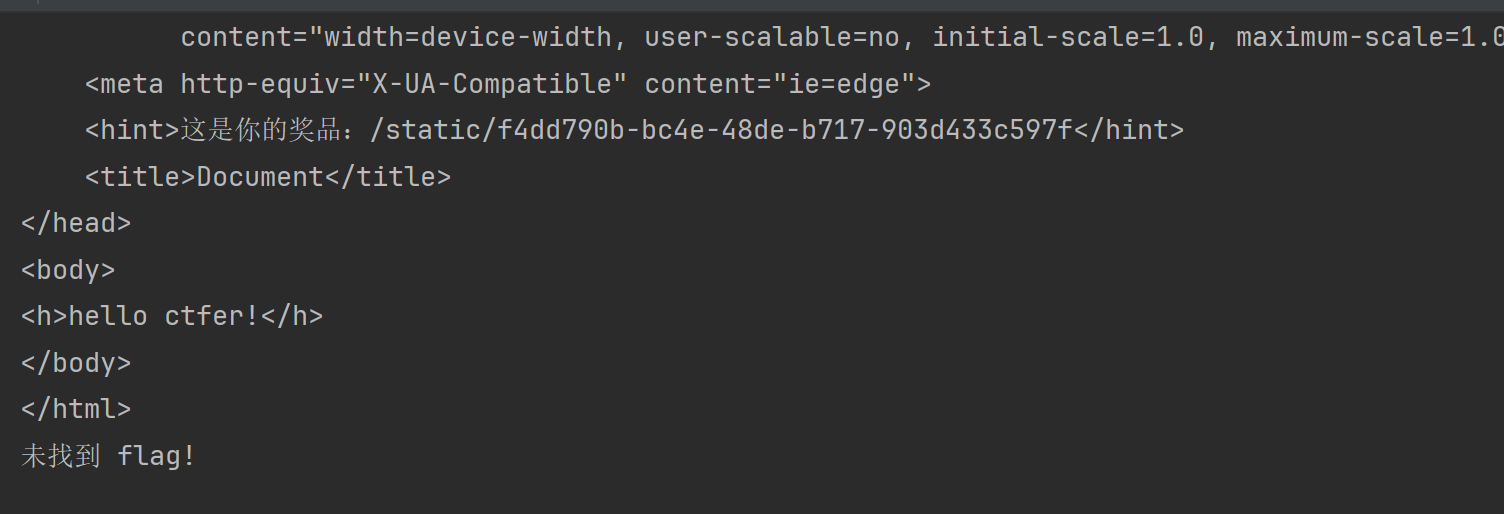 content="width=device-width, user-scalable=no, initial-scale=1.0, maximum-scale=1.0
<meta http-equiv="X-UA-Compatible" content="ie=edge">
<hint>这是你的奖品：/static/f4dd790b-bc4e-48de-b717-903d433c597f</hint>
<title>Document</title>
</head>
<body>
<h>hello ctfer!</h>
</body>
</html>
未找到 flag!